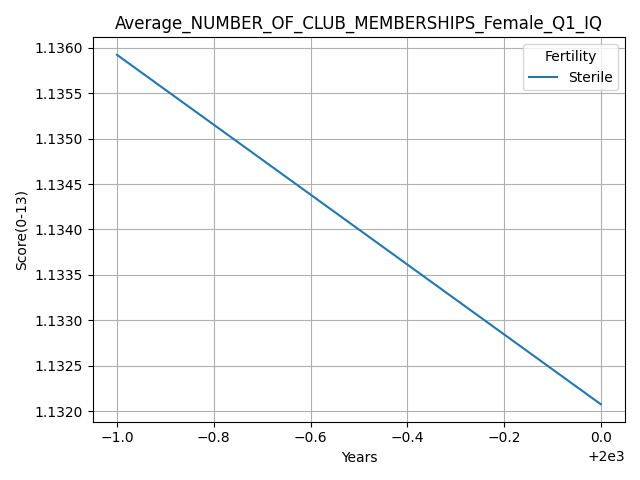 Average_NUMBER_OF_CLUB_MEMBERSHIPS_Female_Q1_IQ
Fertility
Sterile
Score(0-13)
1.1360
1.1355
1.1350
1.1345
1.1340
1.1335
1.1330
1.1325
1.1320
−1.0 −0.8 −0.6 −0.4 −0.2 0.0
Years
+2e3